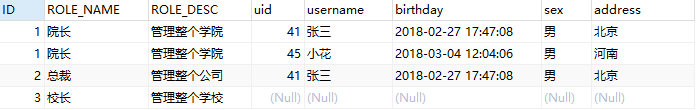 ID ROLE_NAME ROLE_DESC uid username birthday sex address
1 院长 管理整个学院 41 张三 2018-02-27 17:47:08 男 北京
1 院长 管理整个学院 45 小花 2018-03-04 12:04:06 男 河南
2 总裁 管理整个公司 41 张三 2018-02-27 17:47:08 男 北京
3 校长 管理整个学校 (Null) (Null) (Null) (Null) (Null)